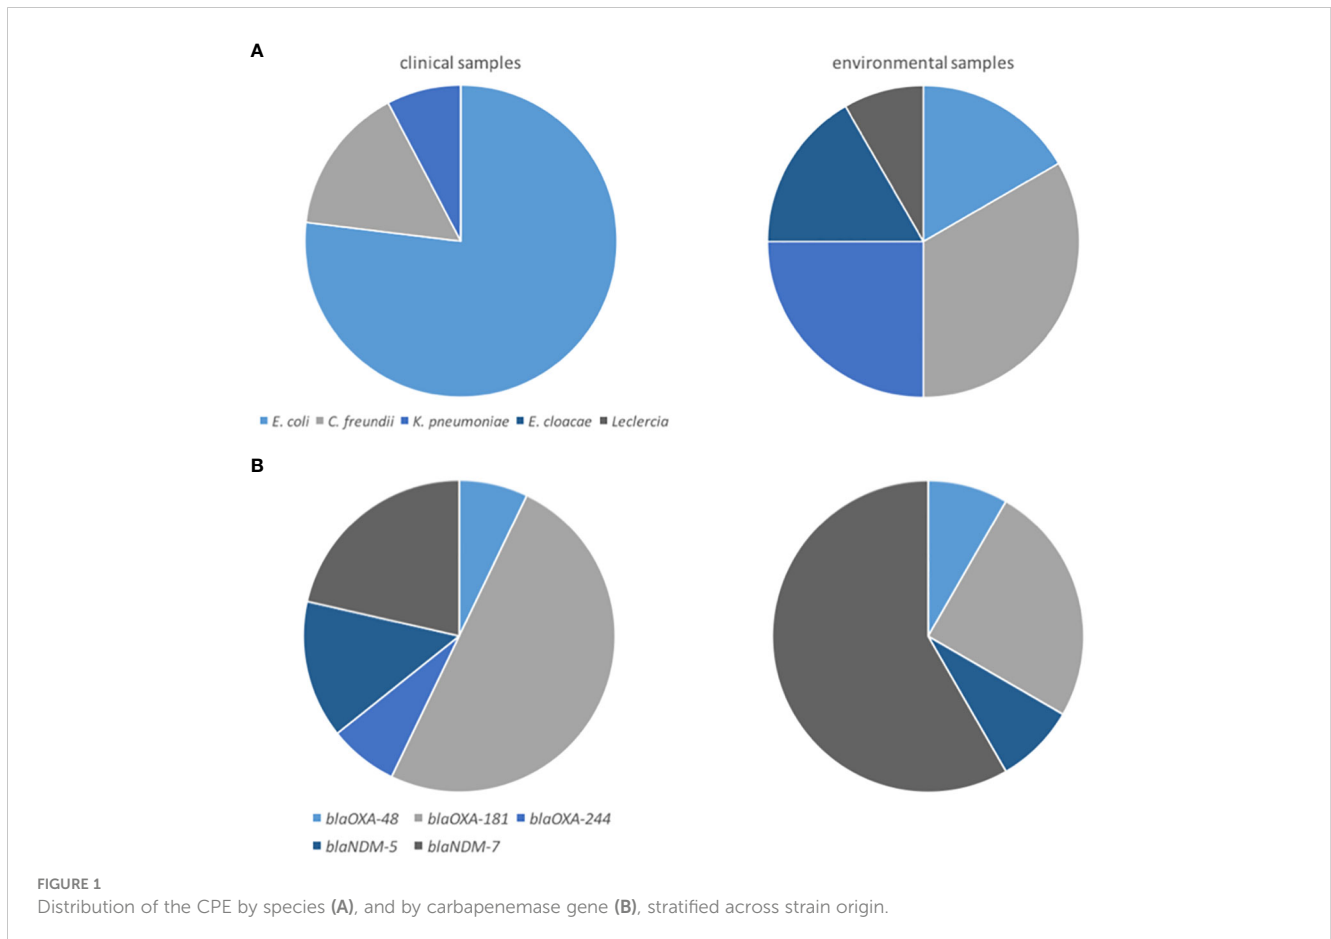 A
clinical samples
environmental samples
E. coli C. freundii K. pneumoniae E. cloacae Leclercia
B
blaOXA-48 blaOXA-181 blaOXA-244
blaNDM-5 blaNDM-7
FIGURE 1
Distribution of the CPE by species (A), and by carbapenemase gene (B), stratified across strain origin.